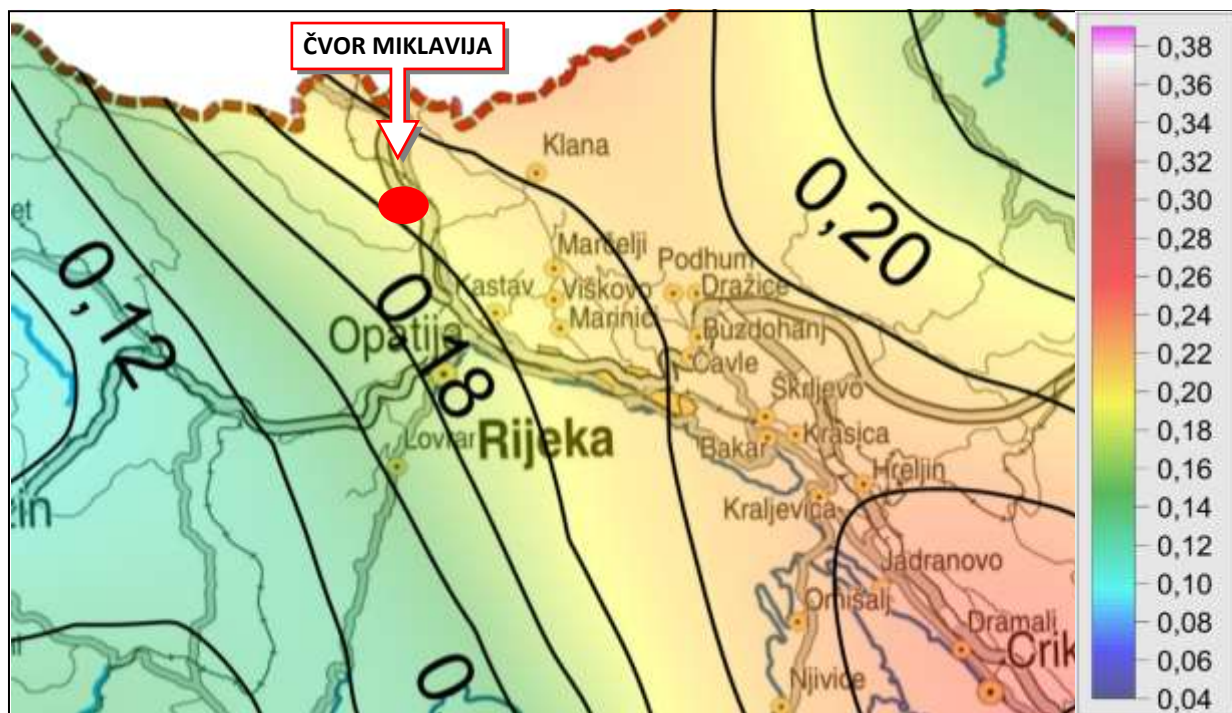 ČVOR MIKLAVIJA
Klana
0,20
et
0,12
Marčelji
Podhum
Dražice
Kastav
Viškovo
Marinići
Buzdohanj
Opatija
0,18
Čavle
Škrljevo
Lovran
Rijeka
Bakar
Krasica
Hreljin
Kraljevica
zin
Jadranovo
Omišalj
Dramalj
Crik
Njivice
0
0,38
0,36
0,34
0,32
0,30
0,28
0,26
0,24
0,22
0,20
0,18
0,16
0,14
0,12
0,10
0,08
0,06
0,04